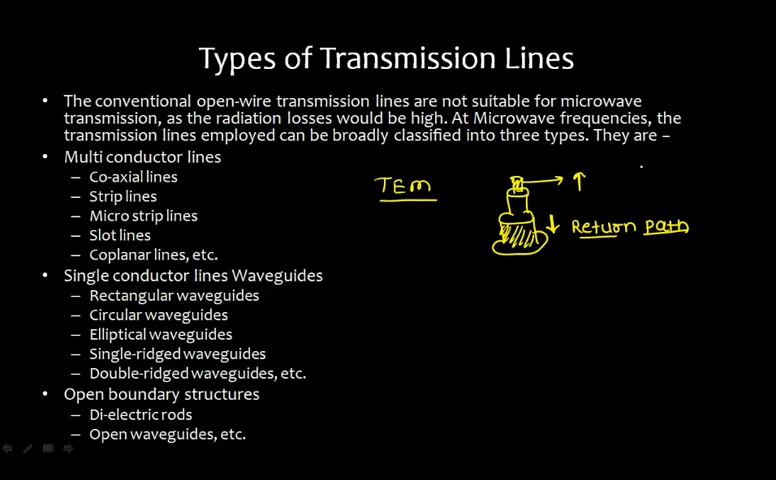 Types of Transmission Lines
• The conventional open-wire transmission lines are not suitable for microwave
transmission, as the radiation losses would be high. At Microwave frequencies, the
transmission lines employed can be broadly classified into three types. They are –
• Multi conductor lines
– Co-axial lines
– Strip lines
– Micro strip lines
– Slot lines
– Coplanar lines, etc.
• Single conductor lines Waveguides
– Rectangular waveguides
– Circular waveguides
– Elliptical waveguides
– Single-ridged waveguides
– Double-ridged waveguides, etc.
• Open boundary structures
– Di-electric rods
– Open waveguides, etc.
TEM
Return Path